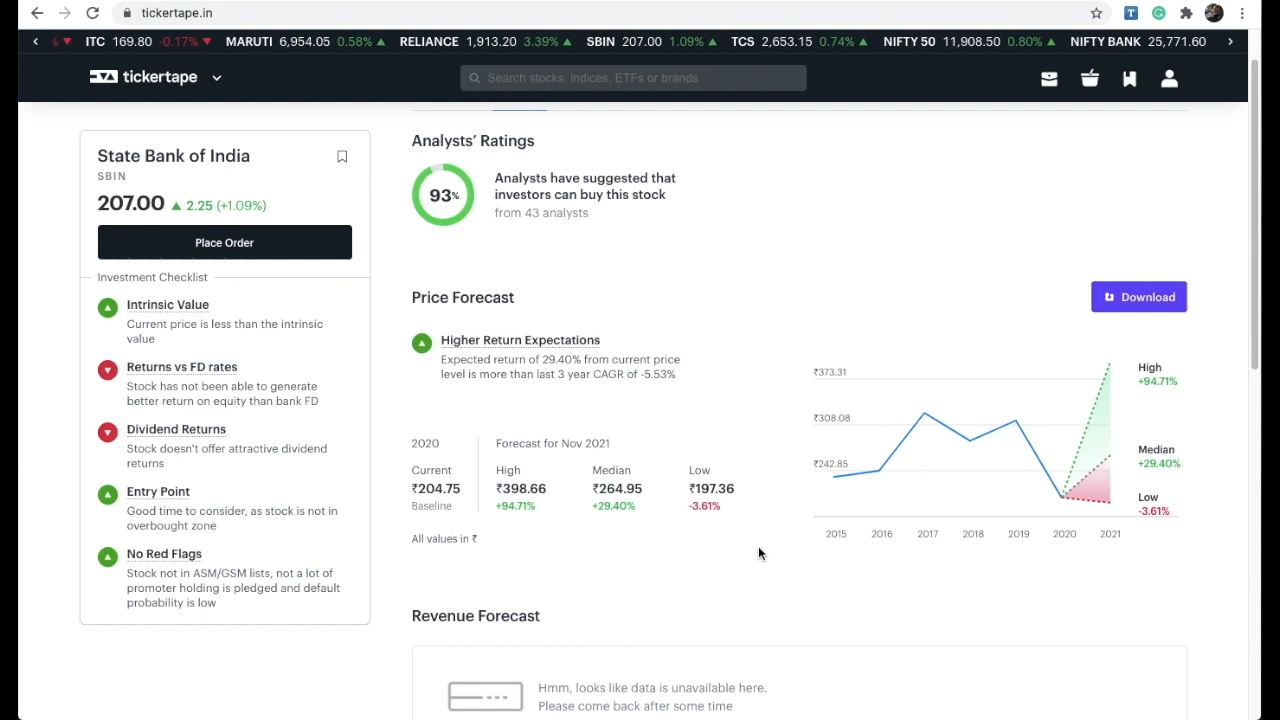 tickertape.in
ITC 169.80 -0.17% MARUTI 6,954.05 0.58% RELIANCE 1,913.20 3.39% SBIN 207.00 1.09% TCS 2,653.15 0.74% NIFTY 50 11,908.50 0.80% NIFTY BANK 25,771.60
tickertape
Search stocks, indices, ETFs or brands
State Bank of India
SBIN
207.00 2.25 (+1.09%)
Place Order
Investment Checklist
Intrinsic Value
Current price is less than the intrinsic
value
Returns vs FD rates
Stock has not been able to generate
better return on equity than bank FD
Dividend Returns
Stock doesn't offer attractive dividend
returns
Entry Point
Good time to consider, as stock is not in
overbought zone
No Red Flags
Stock not in ASM/GSM lists, not a lot of
promoter holding is pledged and default
probability is low
Analysts' Ratings
93%
Analysts have suggested that
investors can buy this stock
from 43 analysts
Price Forecast
Download
Higher Return Expectations
Expected return of 29.40% from current price
level is more than last 3 year CAGR of -5.53%
2020 Forecast for Nov 2021
Current High Median Low
₹204.75 ₹398.66 ₹264.95 ₹197.36
Baseline +94.71% +29.40% -3.61%
All values in ₹
₹373.31
₹308.08
₹242.85
High
+94.71%
Median
+29.40%
Low
-3.61%
2015 2016 2017 2018 2019 2020 2021
Revenue Forecast
Hmm, looks like data is unavailable here.
Please come back after some time